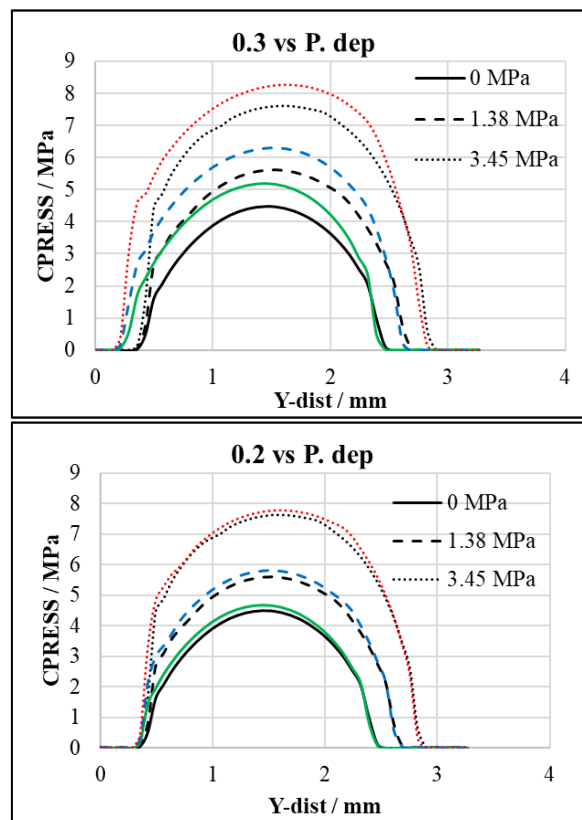 0.3 vs P. dep
9
8
7
6
5
4
3
2
1
0
CPRESS / MPa
0 MPa
1.38 MPa
3.45 MPa
0 1 2 3 4
Y-dist / mm
0.2 vs P. dep
9
8
7
6
5
4
3
2
1
0
CPRESS / MPa
0 MPa
1.38 MPa
3.45 MPa
0 1 2 3 4
Y-dist / mm